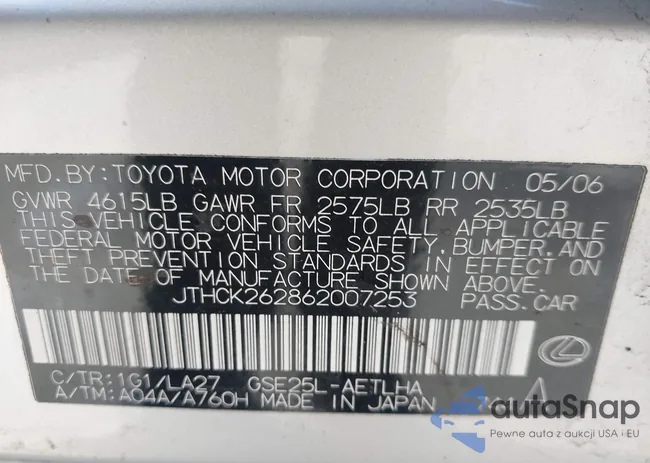 MFD. BY: TOYOTA MOTOR CORPORATION 05/06
GVWR 4615LB GAWR FR 2575LB RR 2535LB
THIS VEHICLE CONFORMS TO ALL APPLICABLE
FEDERAL MOTOR VEHICLE SAFETY, BUMPER, AND
THEFT PREVENTION STANDARDS IN EFFECT ON
THE DATE OF MANUFACTURE SHOWN ABOVE.
JTHCK262862007253 PASS. CAR
C/TR: 1G1/LA27 GSE25L-AETLHA
A/TM: A04A/A760H MADE IN JAPAN
autaSnap
Pewne auta z aukcji USA i EU